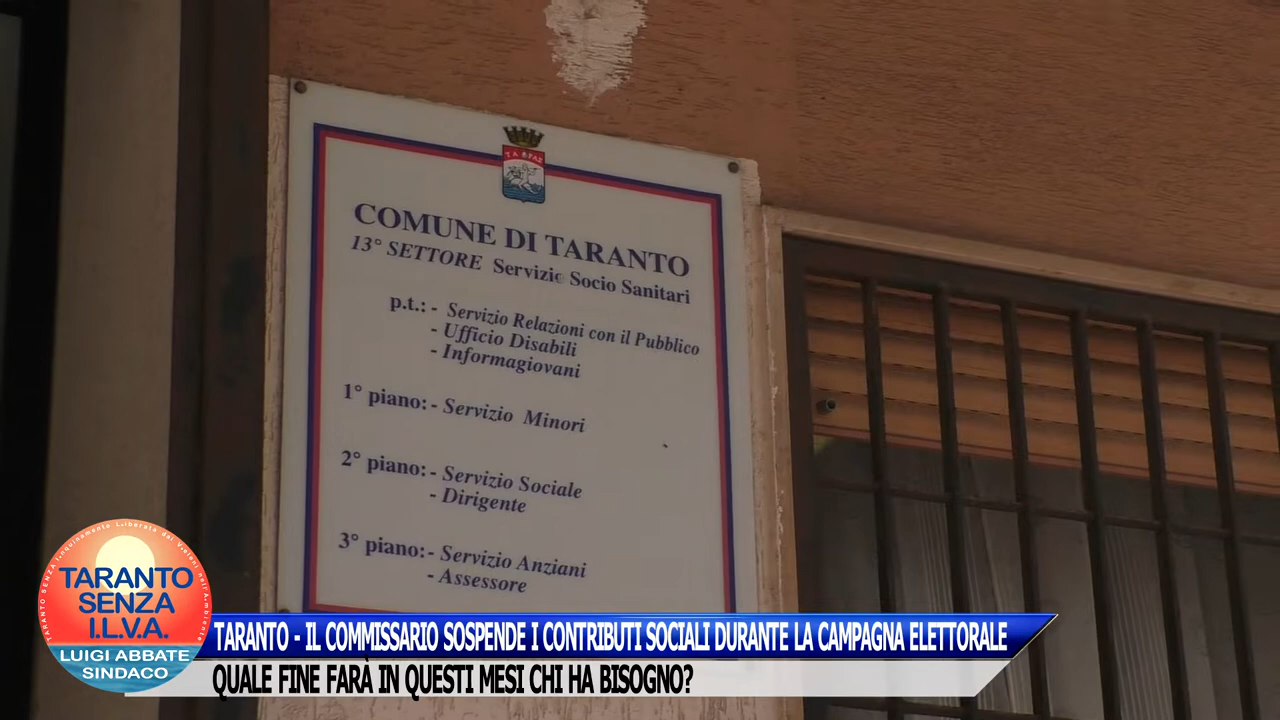 TARAS
COMUNE DI TARANTO
13° SETTORE Servizio Socio Sanitari
p.t.: - Servizio Relazioni con il Pubblico
- Ufficio Disabili
- Informagiovani
1° piano: - Servizio Minori
2° piano: - Servizio Sociale
- Dirigente
3° piano: - Servizio Anziani
- Assessore
TARANTO
SENZA
I.L.V.A.
LUIGI ABBATE
SINDACO
TARANTO - IL COMMISSARIO SOSPENDE I CONTRIBUTI SOCIALI DURANTE LA CAMPAGNA ELETTORALE
QUALE FINE FARÀ IN QUESTI MESI CHI HA BISOGNO?